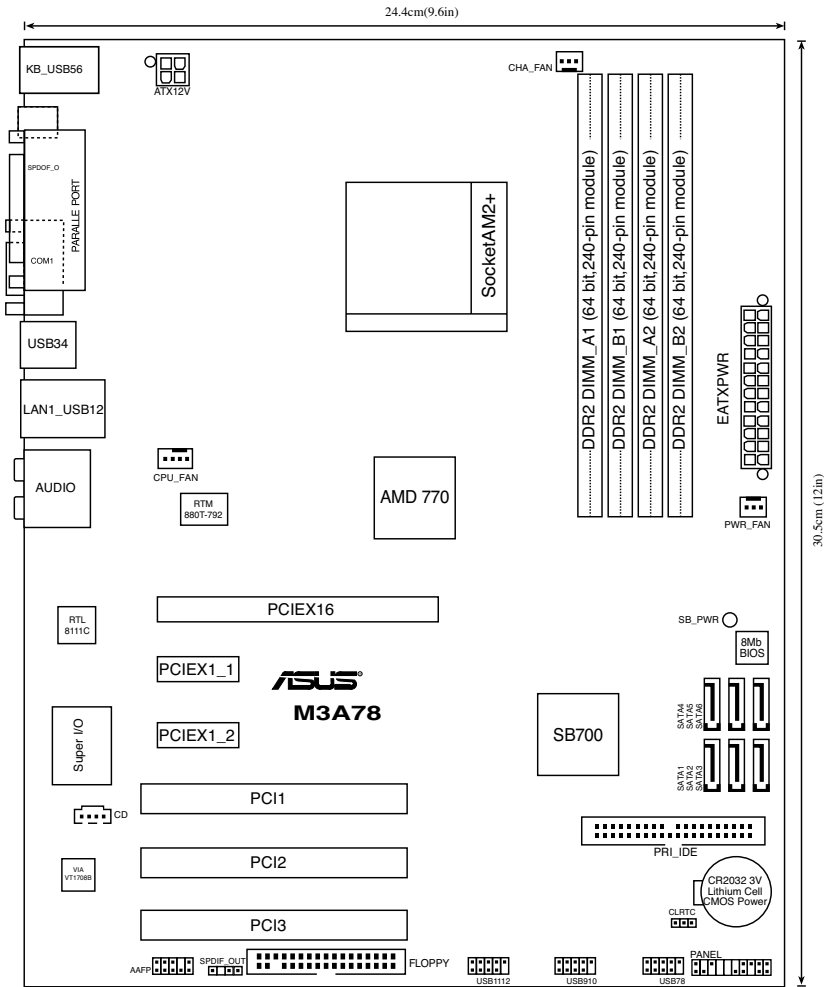 24.4cm(9.6in)
KB_USB56
ATX12V
CHA_FAN
SPDOF_O
PARALLE PORT
COM1
SocketAM2+
DDR2 DIMM_A1 (64 bit,240-pin module)
DDR2 DIMM_B1 (64 bit,240-pin module)
DDR2 DIMM_A2 (64 bit,240-pin module)
DDR2 DIMM_B2 (64 bit,240-pin module)
EATXPWR
USB34
LAN1_USB12
AUDIO
CPU_FAN
RTM
880T-792
AMD 770
PWR_FAN
30.5cm (12in)
PCIEX16
RTL
8111C
SB_PWR
8Mb
BIOS
PCIEX1_1
ASUS®
M3A78
PCIEX1_2
Super I/O
SB700
SATA4
SATA5
SATA6
SATA1
SATA2
SATA3
PCI1
CD
PRI_IDE
PCI2
VIA
VT1708B
CR2032 3V
Lithium Cell
CMOS Power
CLRTC
PCI3
AAFP
SPDIF_OUT
FLOPPY
USB1112
USB910
USB78
PANEL